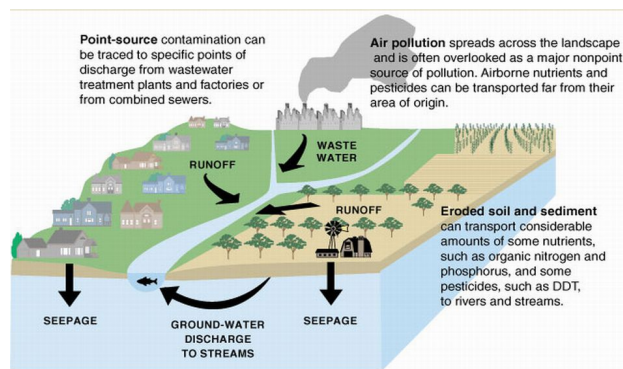 Point-source contamination can
be traced to specific points of
discharge from wastewater
treatment plants and factories or
from combined sewers.
Air pollution spreads across the landscape
and is often overlooked as a major nonpoint
source of pollution. Airborne nutrients and
pesticides can be transported far from their
area of origin.
WASTE
WATER
RUNOFF
RUNOFF
Eroded soil and sediment
can transport considerable
amounts of some nutrients,
such as organic nitrogen and
phosphorus, and some
pesticides, such as DDT,
to rivers and streams.
SEEPAGE
GROUND-WATER
DISCHARGE
TO STREAMS
SEEPAGE